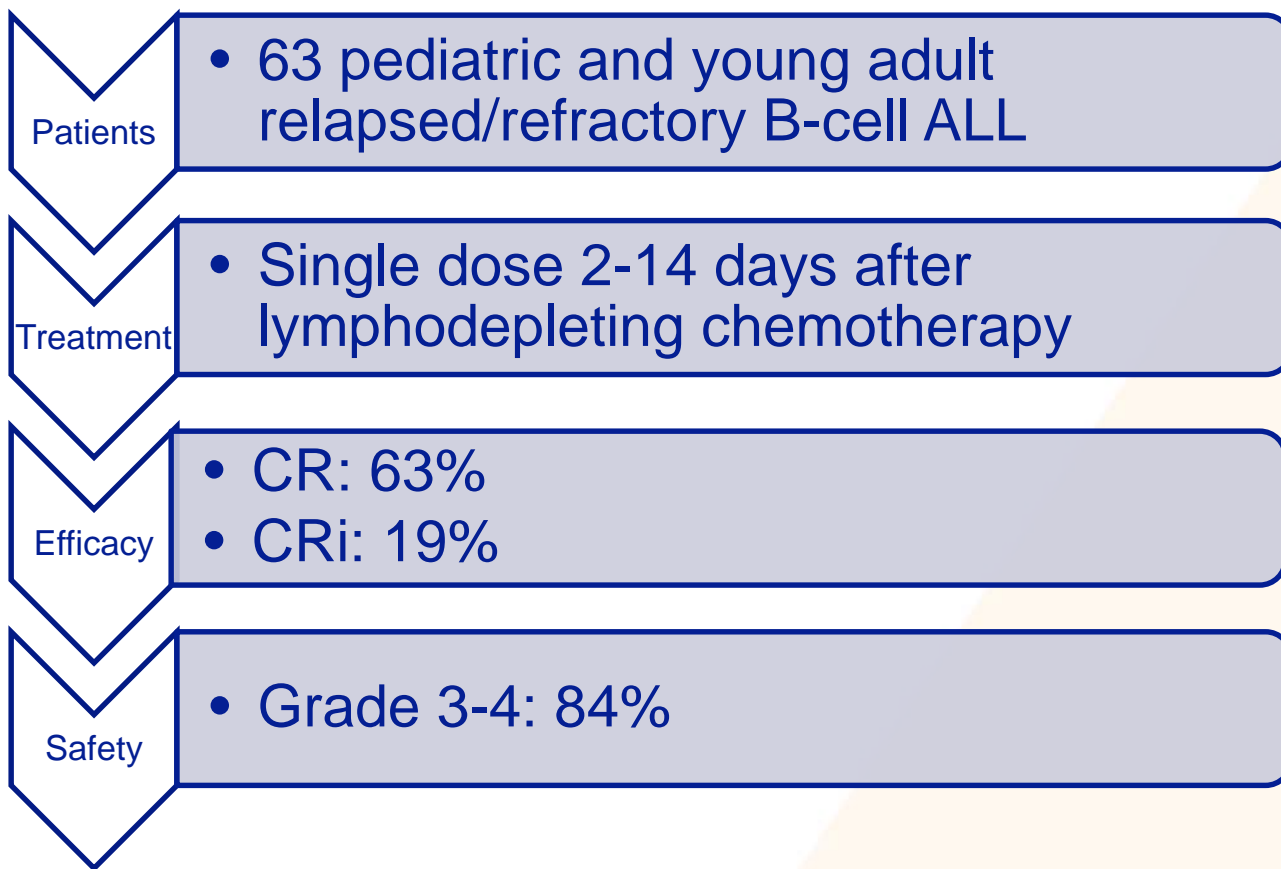 Patients
• 63 pediatric and young adult
relapsed/refractory B-cell ALL
Treatment
• Single dose 2-14 days after
lymphodepleting chemotherapy
Efficacy
• CR: 63%
• CRi: 19%
Safety
• Grade 3-4: 84%